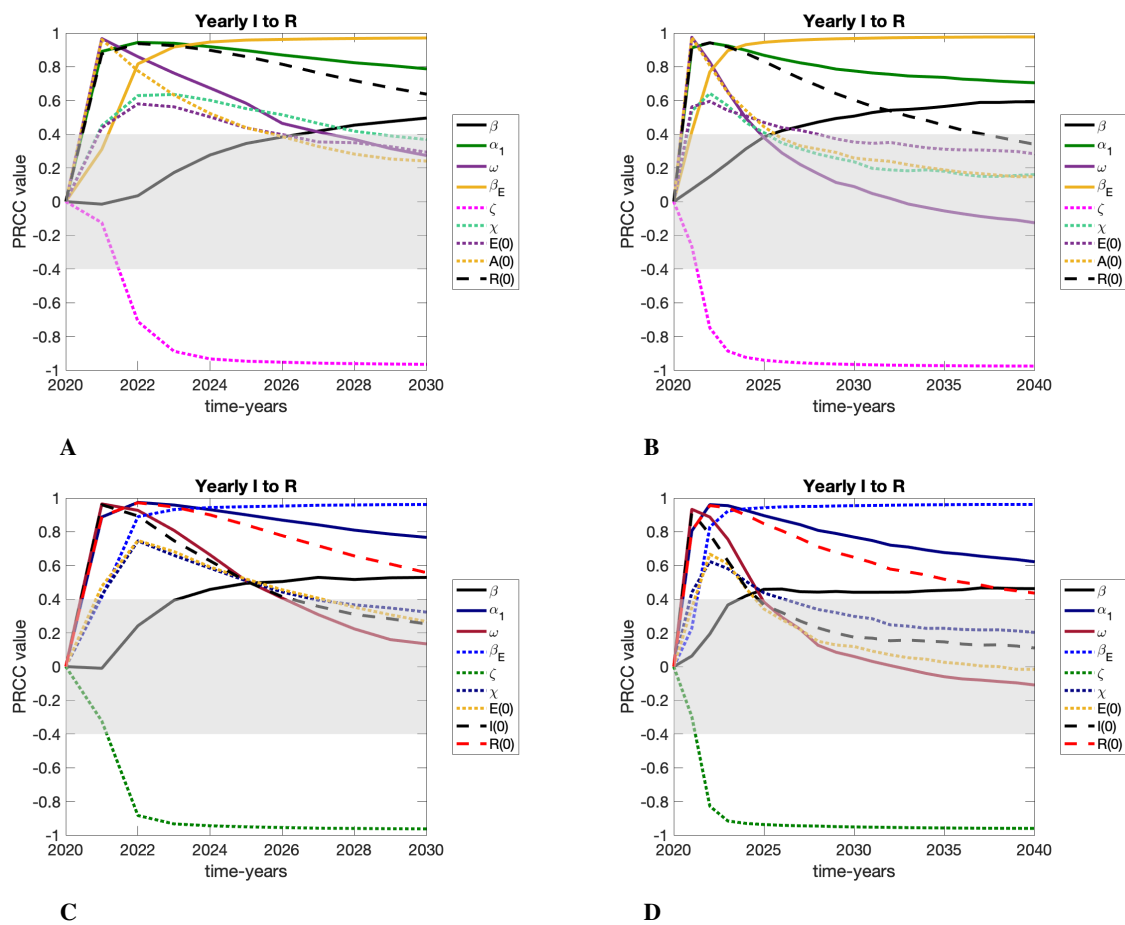 Yearly I to R
PRCC value
1
0.8
0.6
0.4
0.2
0
-0.2
-0.4
-0.6
-0.8
-1
2020
2022
2024
2026
2028
2030
time-years
β
α1
ω
βE
ζ
χ
E(0)
A(0)
R(0)
A
Yearly I to R
PRCC value
1
0.8
0.6
0.4
0.2
0
-0.2
-0.4
-0.6
-0.8
-1
2020
2025
2030
2035
2040
time-years
β
α1
ω
βE
ζ
χ
E(0)
A(0)
R(0)
B
Yearly I to R
PRCC value
1
0.8
0.6
0.4
0.2
0
-0.2
-0.4
-0.6
-0.8
-1
2020
2022
2024
2026
2028
2030
time-years
β
α1
ω
βE
ζ
χ
E(0)
I(0)
R(0)
C
Yearly I to R
PRCC value
1
0.8
0.6
0.4
0.2
0
-0.2
-0.4
-0.6
-0.8
-1
2020
2025
2030
2035
2040
time-years
β
α1
ω
βE
ζ
χ
E(0)
I(0)
R(0)
D